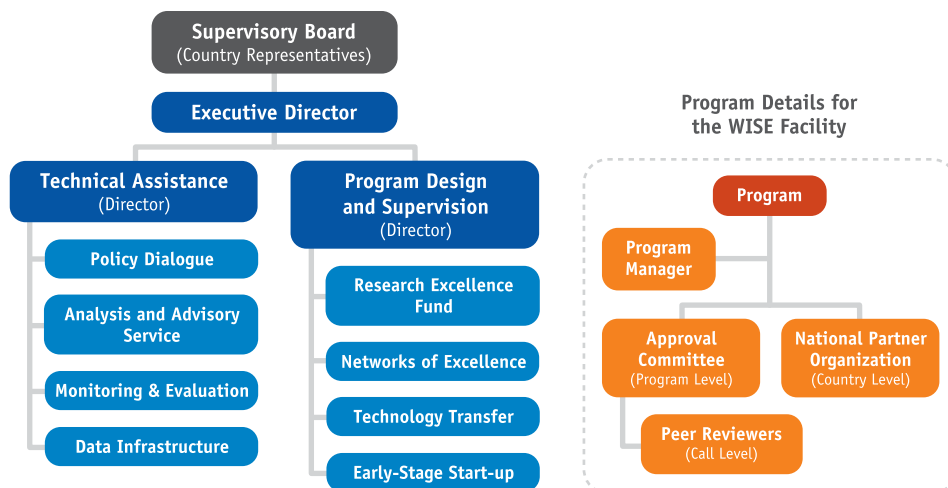 Supervisory Board
(Country Representatives)
Executive Director
Technical Assistance
(Director)
Policy Dialogue
Analysis and Advisory
Service
Monitoring & Evaluation
Data Infrastructure
Program Design
and Supervision
(Director)
Research Excellence
Fund
Networks of Excellence
Technology Transfer
Early-Stage Start-up
Program Details for
the WISE Facility
Program
Program
Manager
Approval
Committee
(Program Level)
Peer Reviewers
(Call Level)
National Partner
Organization
(Country Level)